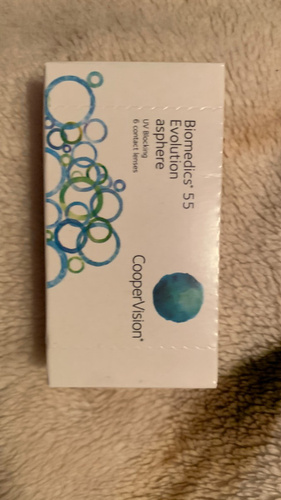 Biomedics® 55
Evolution
asphere
UV Blocking
6 contact lenses
CooperVision®